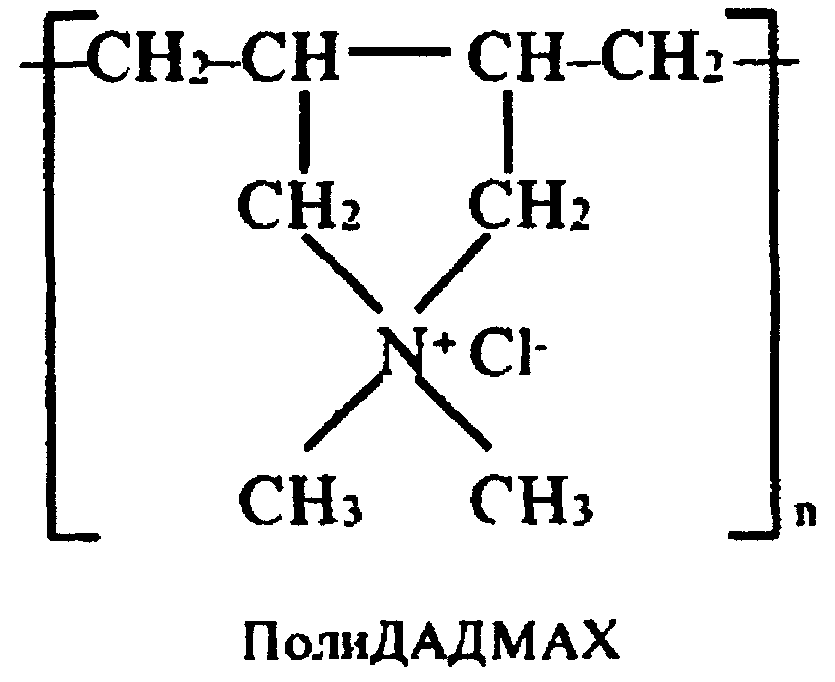 CH2-CH—CH-CH2
CH2 CH2
N+ Cl-
CH3 CH3
n
ПолиДАДМАХ